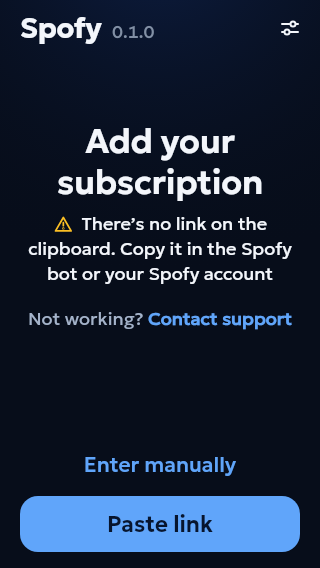 Spofy 0.1.0
Add your
subscription
There’s no link on the
clipboard. Copy it in the Spofy
bot or your Spofy account
Not working? Contact support
Enter manually
Paste link